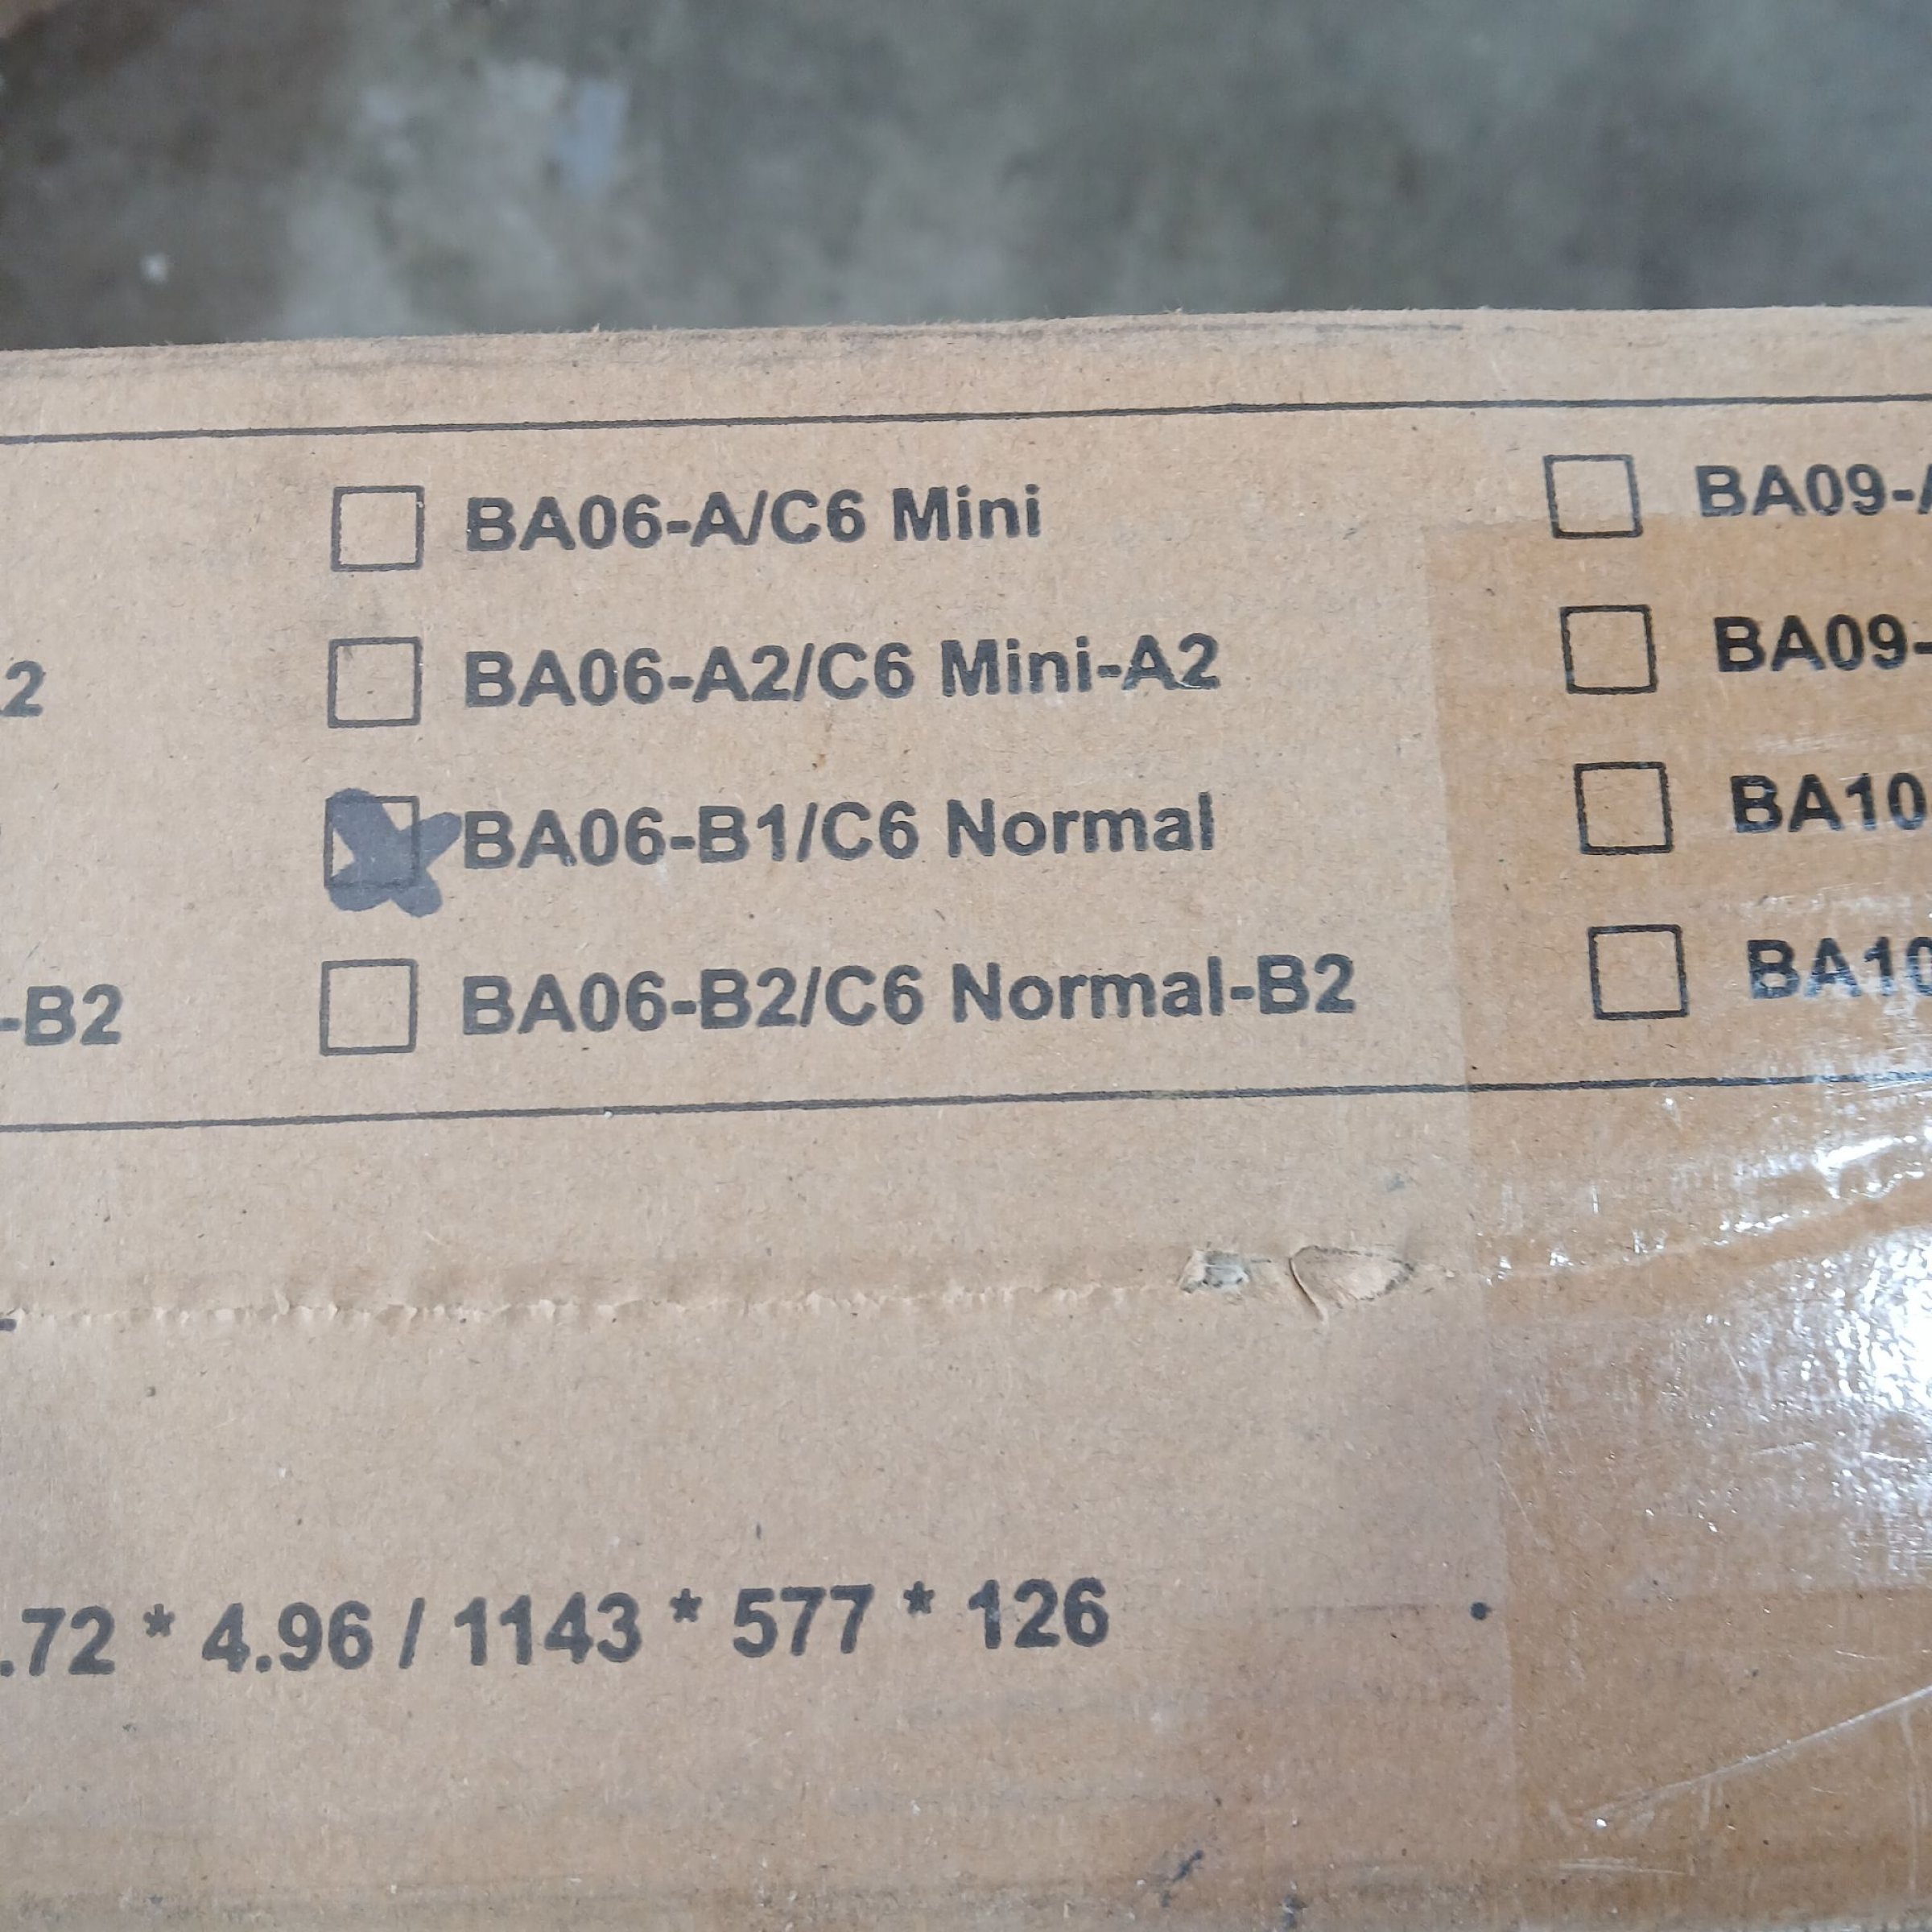 BA06-A/C6 Mini BA09-
2 BA06-A2/C6 Mini-A2 BA09-
BA06-B1/C6 Normal BA10
-B2 BA06-B2/C6 Normal-B2 BA10
.72 * 4.96 / 1143 * 577 * 126